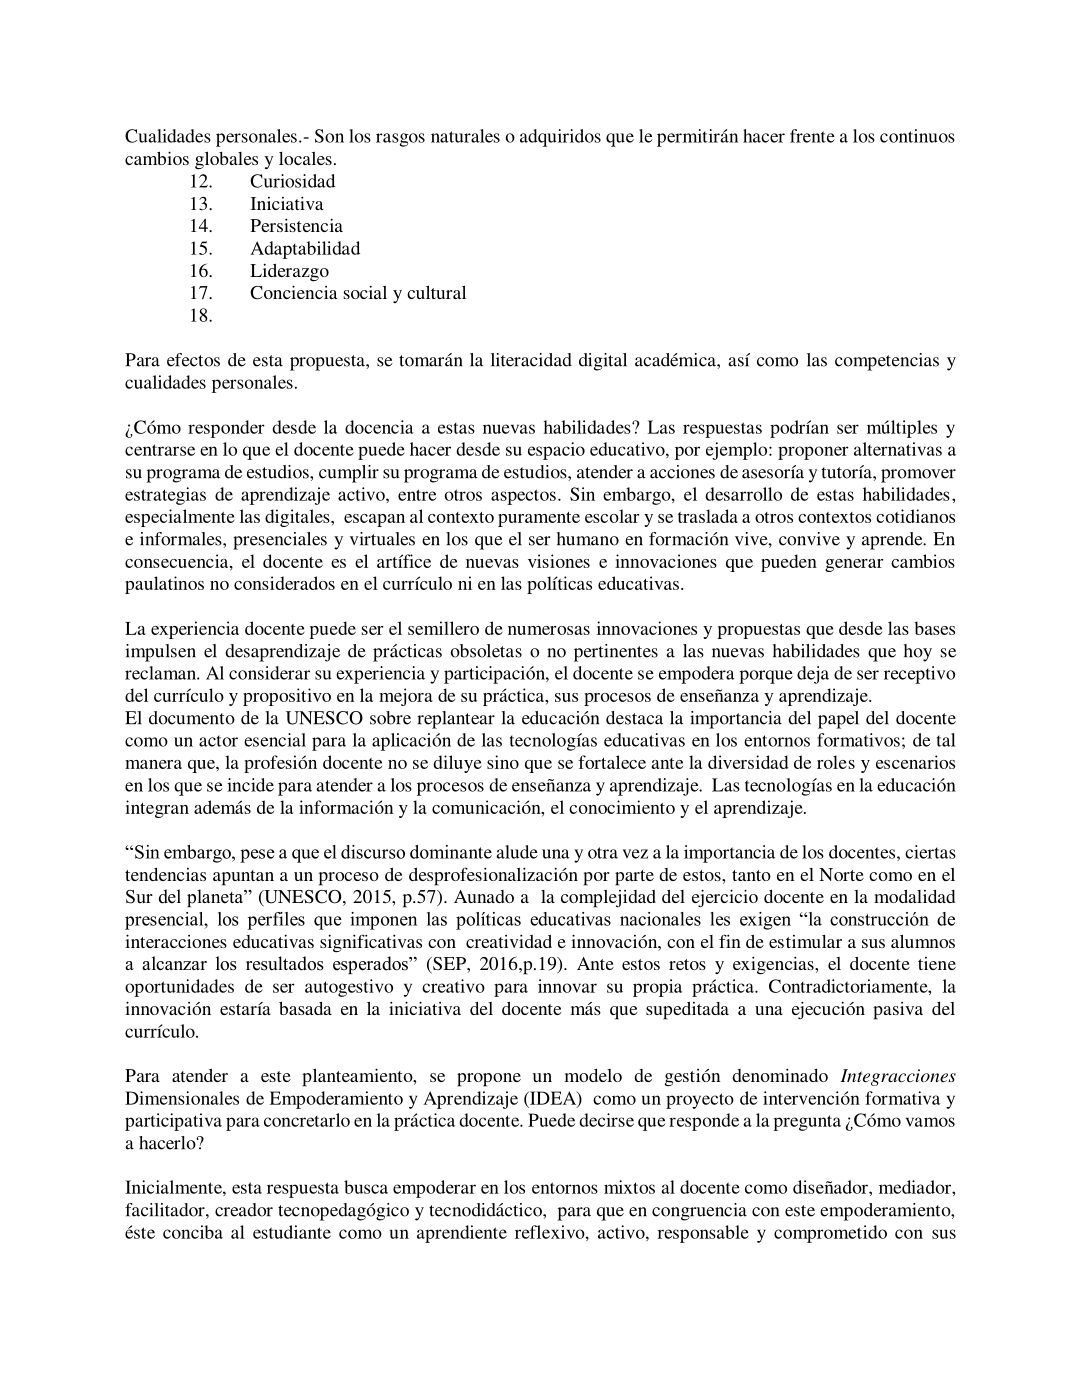 Cualidades personales.- Son los rasgos naturales o adquiridos que le permitirán hacer frente a los continuos
cambios globales y locales.
12. Curiosidad
13. Iniciativa
14. Persistencia
15. Adaptabilidad
16. Liderazgo
17. Conciencia social y cultural
18.
Para efectos de esta propuesta, se tomarán la literacidad digital académica, así como las competencias y
cualidades personales.
¿Cómo responder desde la docencia a estas nuevas habilidades? Las respuestas podrían ser múltiples y
centrarse en lo que el docente puede hacer desde su espacio educativo, por ejemplo: proponer alternativas a
su programa de estudios, cumplir su programa de estudios, atender a acciones de asesoría y tutoría, promover
estrategias de aprendizaje activo, entre otros aspectos. Sin embargo, el desarrollo de estas habilidades,
especialmente las digitales,  escapan al contexto puramente escolar y se traslada a otros contextos cotidianos
e informales, presenciales y virtuales en los que el ser humano en formación vive, convive y aprende. En
consecuencia, el docente es el artífice de nuevas visiones e innovaciones que pueden generar cambios
paulatinos no considerados en el currículo ni en las políticas educativas.
La experiencia docente puede ser el semillero de numerosas innovaciones y propuestas que desde las bases
impulsen el desaprendizaje de prácticas obsoletas o no pertinentes a las nuevas habilidades que hoy se
reclaman. Al considerar su experiencia y participación, el docente se empodera porque deja de ser receptivo
del currículo y propositivo en la mejora de su práctica, sus procesos de enseñanza y aprendizaje.
El documento de la UNESCO sobre replantear la educación destaca la importancia del papel del docente
como un actor esencial para la aplicación de las tecnologías educativas en los entornos formativos; de tal
manera que, la profesión docente no se diluye sino que se fortalece ante la diversidad de roles y escenarios
en los que se incide para atender a los procesos de enseñanza y aprendizaje.  Las tecnologías en la educación
integran además de la información y la comunicación, el conocimiento y el aprendizaje.
“Sin embargo, pese a que el discurso dominante alude una y otra vez a la importancia de los docentes, ciertas
tendencias apuntan a un proceso de desprofesionalización por parte de estos, tanto en el Norte como en el
Sur del planeta” (UNESCO, 2015, p.57). Aunado a  la complejidad del ejercicio docente en la modalidad
presencial, los perfiles que imponen las políticas educativas nacionales les exigen “la construcción de
interacciones educativas significativas con  creatividad e innovación, con el fin de estimular a sus alumnos
a alcanzar los resultados esperados” (SEP, 2016,p.19). Ante estos retos y exigencias, el docente tiene
oportunidades de ser autogestivo y creativo para innovar su propia práctica. Contradictoriamente, la
innovación estaría basada en la iniciativa del docente más que supeditada a una ejecución pasiva del
currículo.
Para atender a este planteamiento, se propone un modelo de gestión denominado Integracciones
Dimensionales de Empoderamiento y Aprendizaje (IDEA)  como un proyecto de intervención formativa y
participativa para concretarlo en la práctica docente. Puede decirse que responde a la pregunta ¿Cómo vamos
a hacerlo?
Inicialmente, esta respuesta busca empoderar en los entornos mixtos al docente como diseñador, mediador,
facilitador, creador tecnopedagógico y tecnodidáctico,  para que en congruencia con este empoderamiento,
éste conciba al estudiante como un aprendiente reflexivo, activo, responsable y comprometido con sus